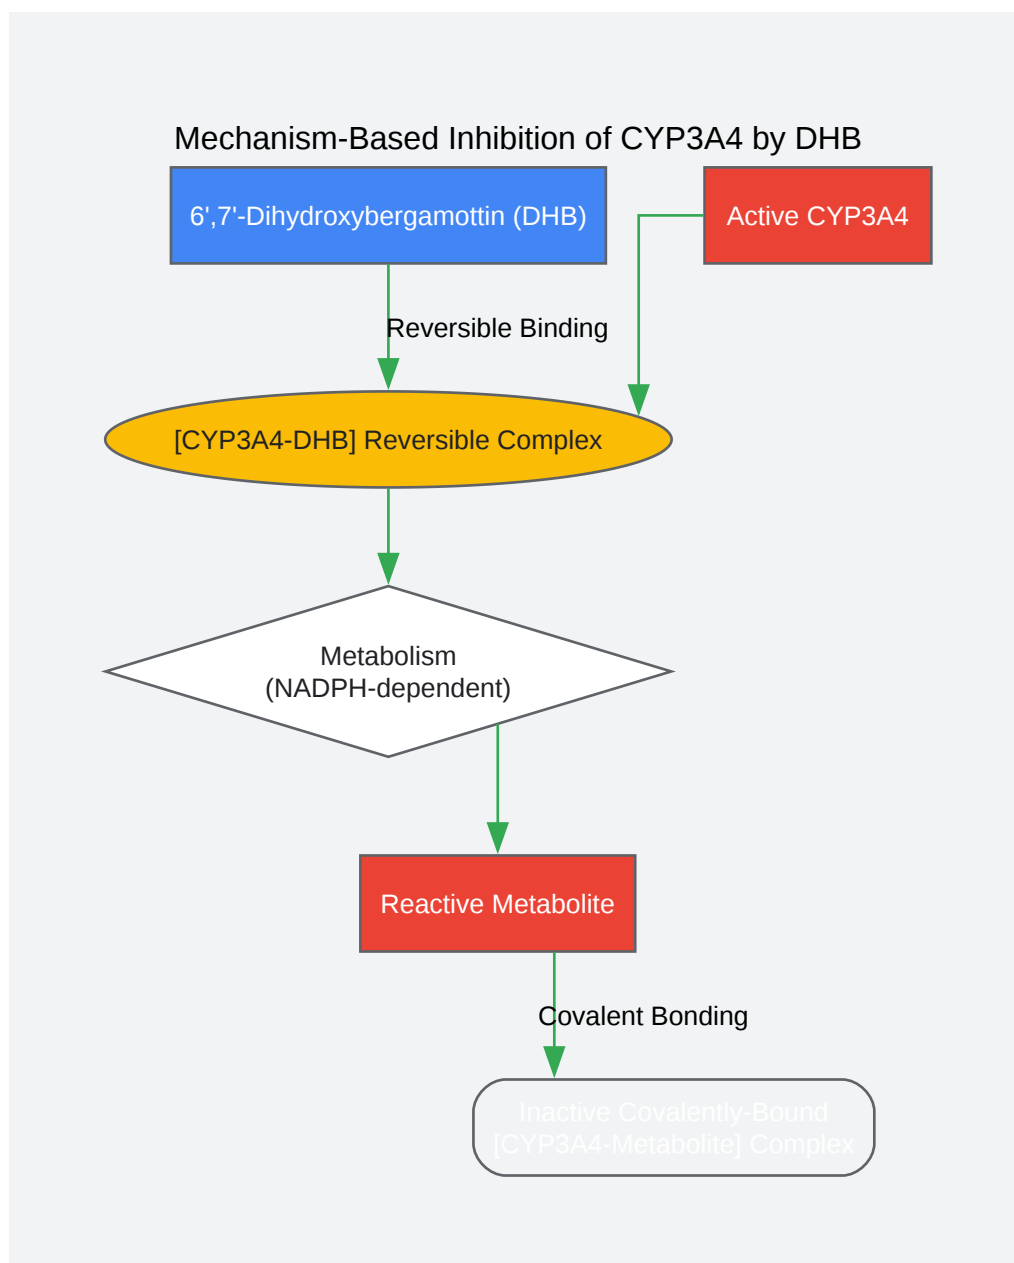 Mechanism-Based Inhibition of CYP3A4 by DHB
6',7'-Dihydroxybergamottin (DHB)
Active CYP3A4
Reversible Binding
[CYP3A4-DHB] Reversible Complex
Metabolism
(NADPH-dependent)
Reactive Metabolite
Covalent Bonding
Inactive Covalently-Bound
[CYP3A4-Metabolite] Complex